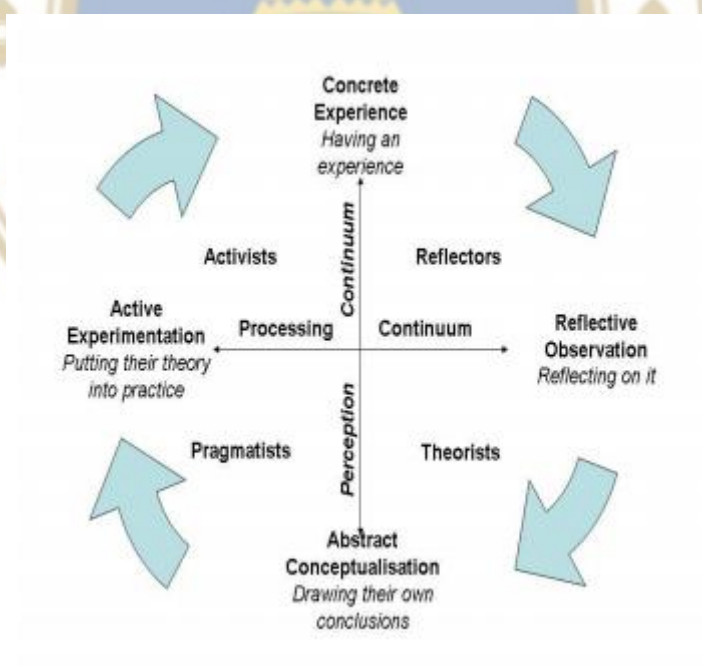 Concrete
Experience
Having an
experience
Continuum
Activists
Reflectors
Active
Experimentation
Putting their theory
into practice
Processing
Continuum
Reflective
Observation
Reflecting on it
Perception
Pragmatists
Theorists
Abstract
Conceptualisation
Drawing their own
conclusions